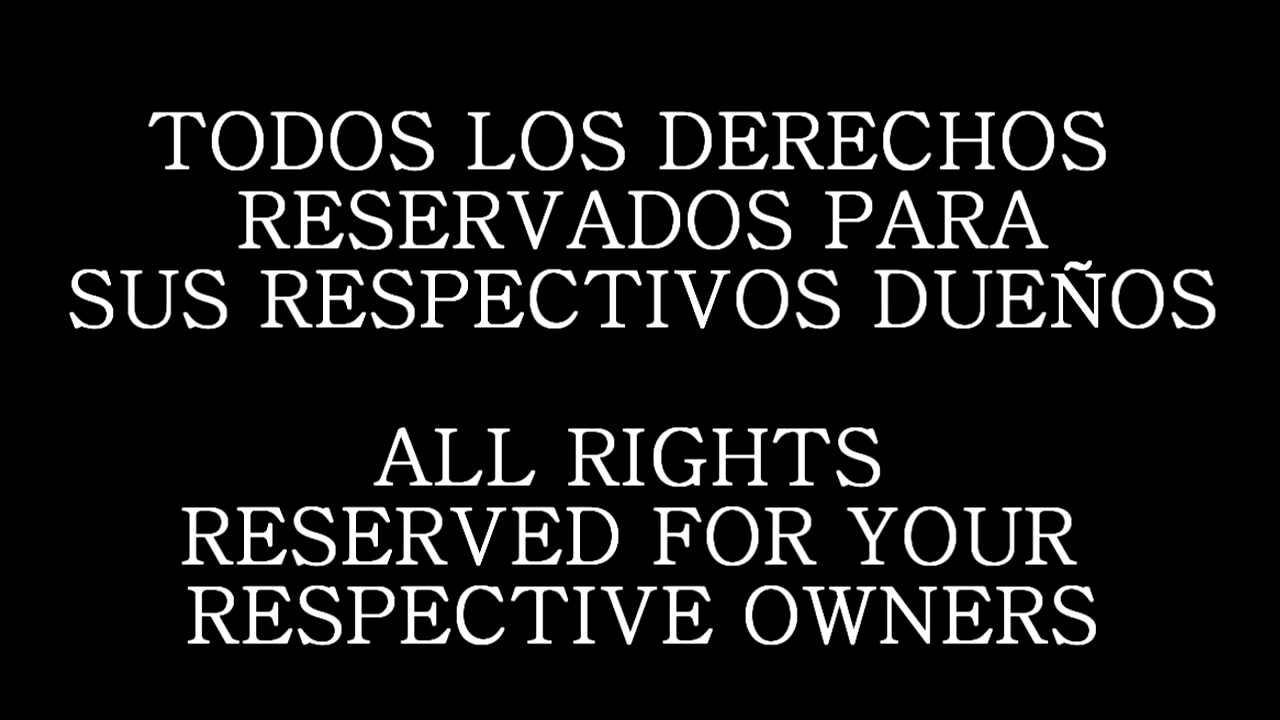 TODOS LOS DERECHOS
RESERVADOS PARA
SUS RESPECTIVOS DUEÑOS
ALL RIGHTS
RESERVED FOR YOUR
RESPECTIVE OWNERS